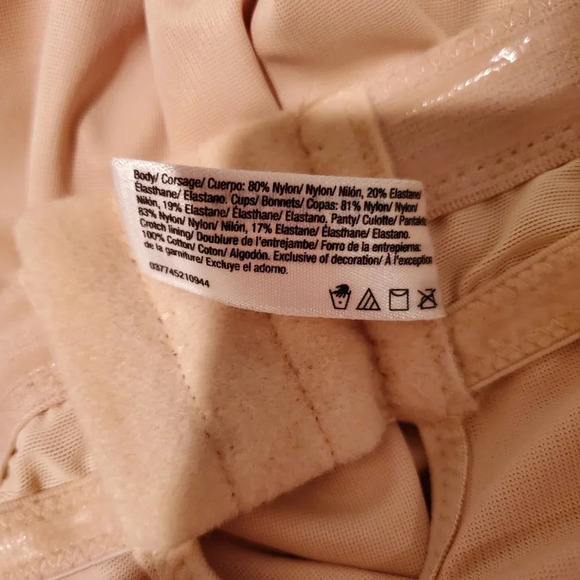 Body/ Corsage/ Cuerpo: 80% Nylon/ Nylon/ Nilón, 20% Elastane/
Élasthane/ Elastano. Cups/ Bonnets/ Copas: 81% Nylon/ Nylon/
Nilón, 19% Elastane/ Élasthane/ Elastano, Panty/ Culotte/
83% Nylon/ Nylon/ Nilón, 17% Elastane/ Élasthane/ Elastano.
Crotch lining/ Doublure de l'entrejambe/ Forro de la entrepierna:
100% Cotton/ Coton/ Algodón. Exclusive of decoration/ À l'exception
de la garniture/ Excluye el adorno.
037745210944